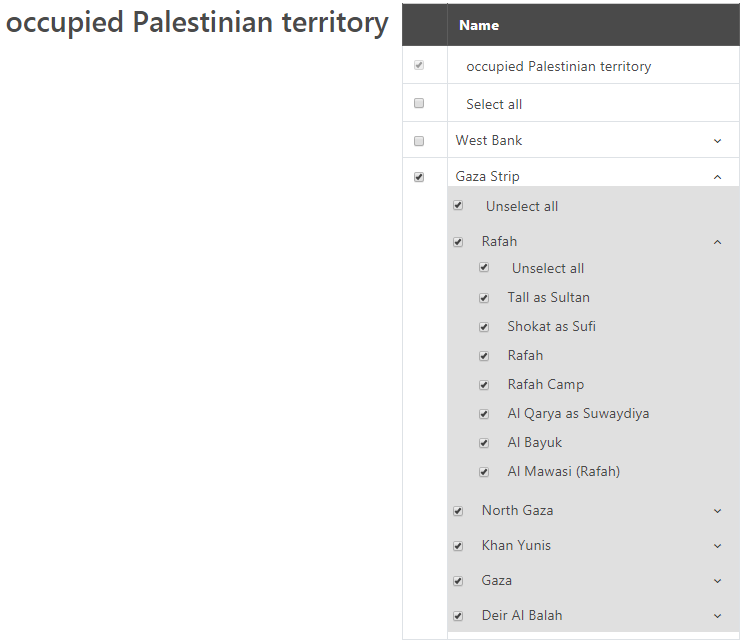 occupied Palestinian territory
Name
occupied Palestinian territory
Select all
West Bank
Gaza Strip
Unselect all
Rafah
Unselect all
Tall as Sultan
Shokat as Sufi
Rafah
Rafah Camp
Al Qarya as Suwaydiya
Al Bayuk
Al Mawasi (Rafah)
North Gaza
Khan Yunis
Gaza
Deir Al Balah